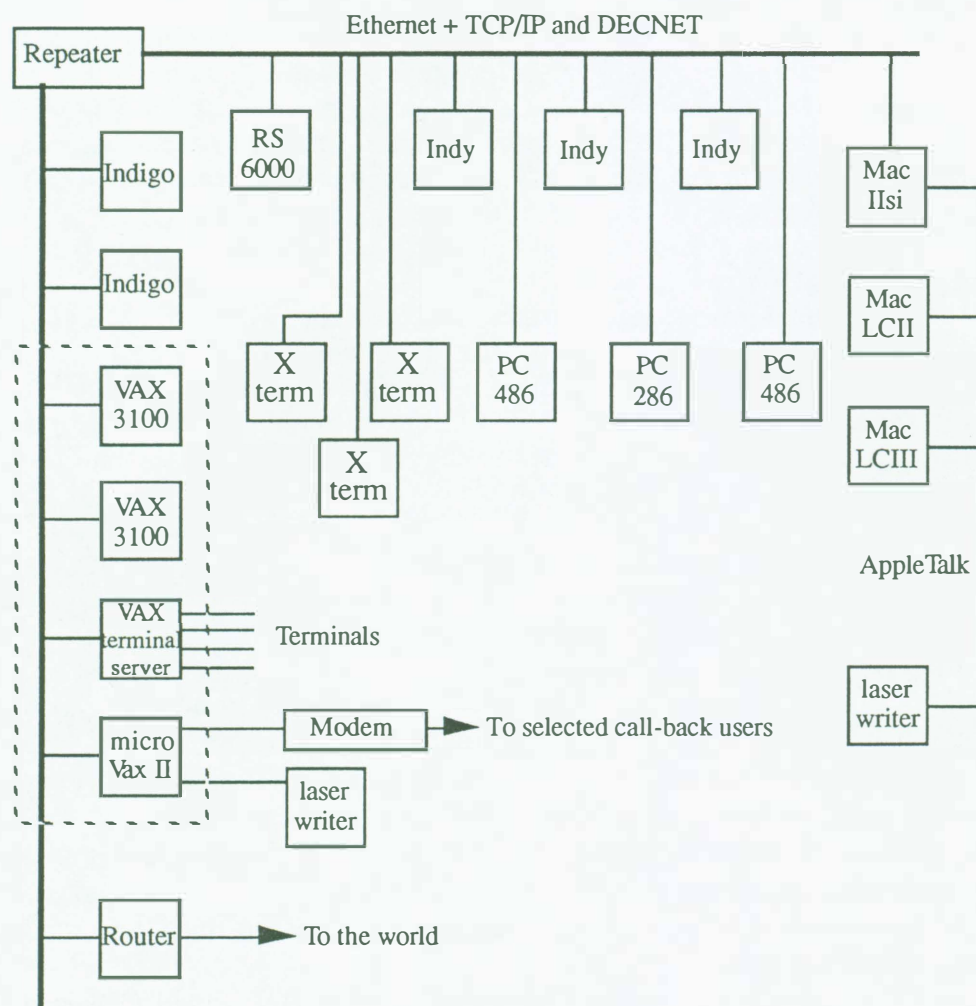 Ethernet + TCP/IP and DECNET
Repeater
RS
6000
Indy
Indy
Indy
Mac
IIsi
Indigo
Indigo
Mac
LCII
X
term
X
term
PC
486
PC
286
PC
486
VAX
3100
Mac
LCIII
X
term
VAX
3100
AppleTalk
VAX
terminal
server
Terminals
laser
writer
micro
Vax II
Modem
To selected call-back users
laser
writer
Router
To the world